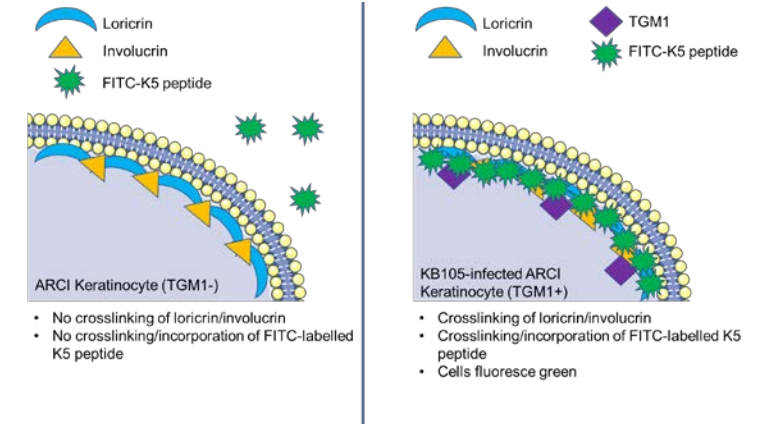 Loricrin
Involucrin
FITC-K5 peptide
ARCI Keratinocyte (TGM1-)
• No crosslinking of loricrin/involucrin
• No crosslinking/incorporation of FITC-labelled
K5 peptide
Loricrin
Involucrin
TGM1
FITC-K5 peptide
KB105-infected ARCI
Keratinocyte (TGM1+)
• Crosslinking of loricrin/involucrin
• Crosslinking/incorporation of FITC-labelled K5
peptide
• Cells fluoresce green